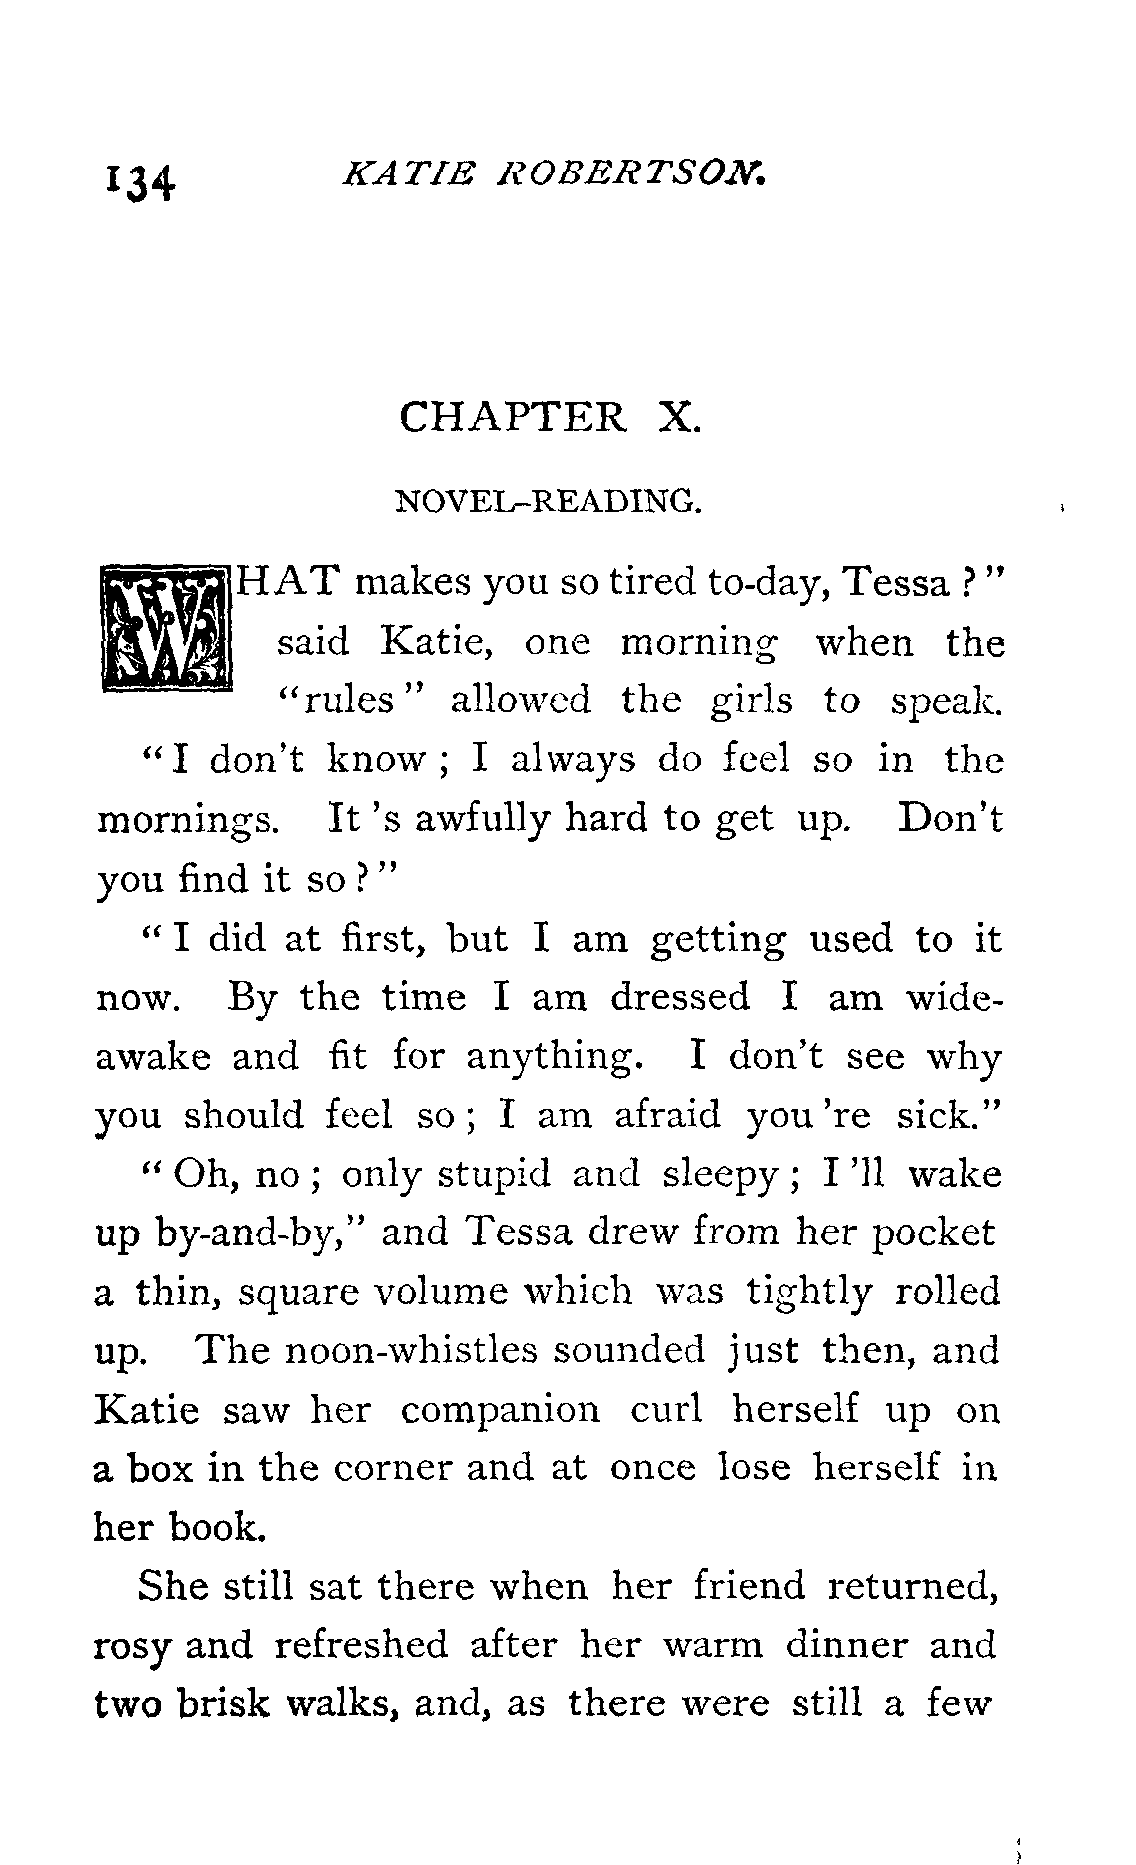 134 KATIE ROBERTSON.
CHAPTER X.
NOVEL-READING.
WHAT makes you so tired to-day, Tessa ?"
said Katie, one morning when the
"rules" allowed the girls to speak.
"I don't know ; I always do feel so in the
mornings. It 's awfully hard to get up. Don't
you find it so ?"
"I did at first, but I am getting used to it
now. By the time I am dressed I am wide-
awake and fit for anything. I don't see why
you should feel so ; I am afraid you 're sick."
"Oh, no ; only stupid and sleepy ; I 'll wake
up by-and-by," and Tessa drew from her pocket
a thin, square volume which was tightly rolled
up. The noon-whistles sounded just then, and
Katie saw her companion curl herself up on
a box in the corner and at once lose herself in
her book.
She still sat there when her friend returned,
rosy and refreshed after her warm dinner and
two brisk walks, and, as there were still a few